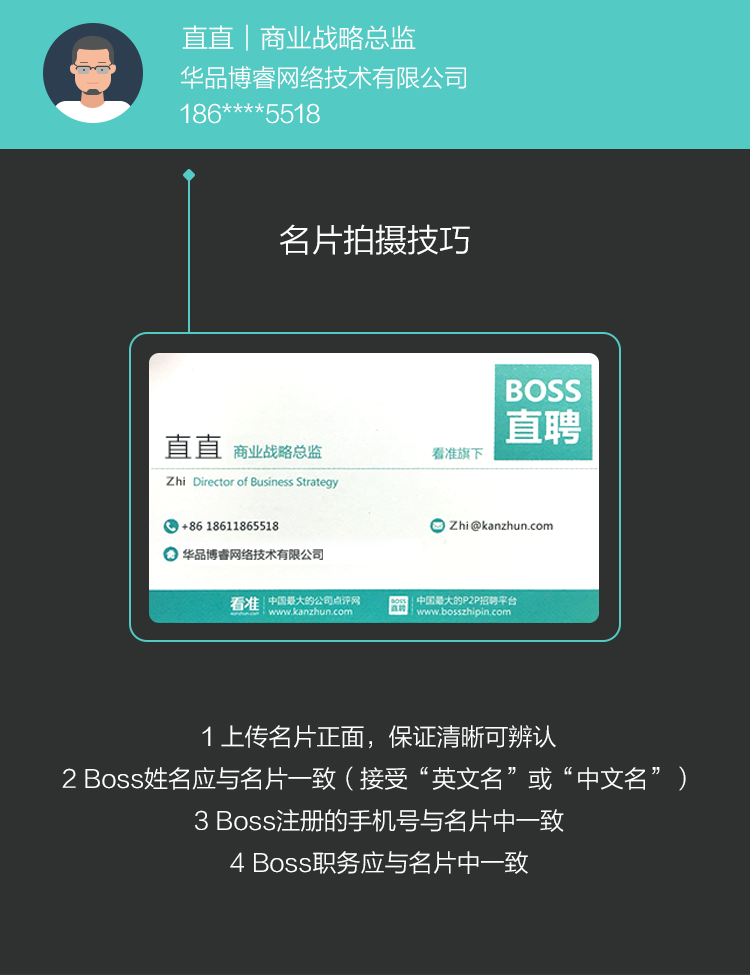 直直｜商业战略总监
华品博睿网络技术有限公司
186****5518
名片拍摄技巧
BOSS
直聘
直直 商业战略总监
看准旗下
Zhi Director of Business Strategy
+86 18611865518
Zhi@kanzhun.com
华品博睿网络技术有限公司
看准
kanzhun.com
中国最大的公司点评网
www.kanzhun.com
BOSS
直聘
中国最大的P2P招聘平台
www.bosszhipin.com
1 上传名片正面，保证清晰可辨认
2 Boss姓名应与名片一致（接受“英文名”或“中文名”）
3 Boss注册的手机号与名片中一致
4 Boss职务应与名片中一致